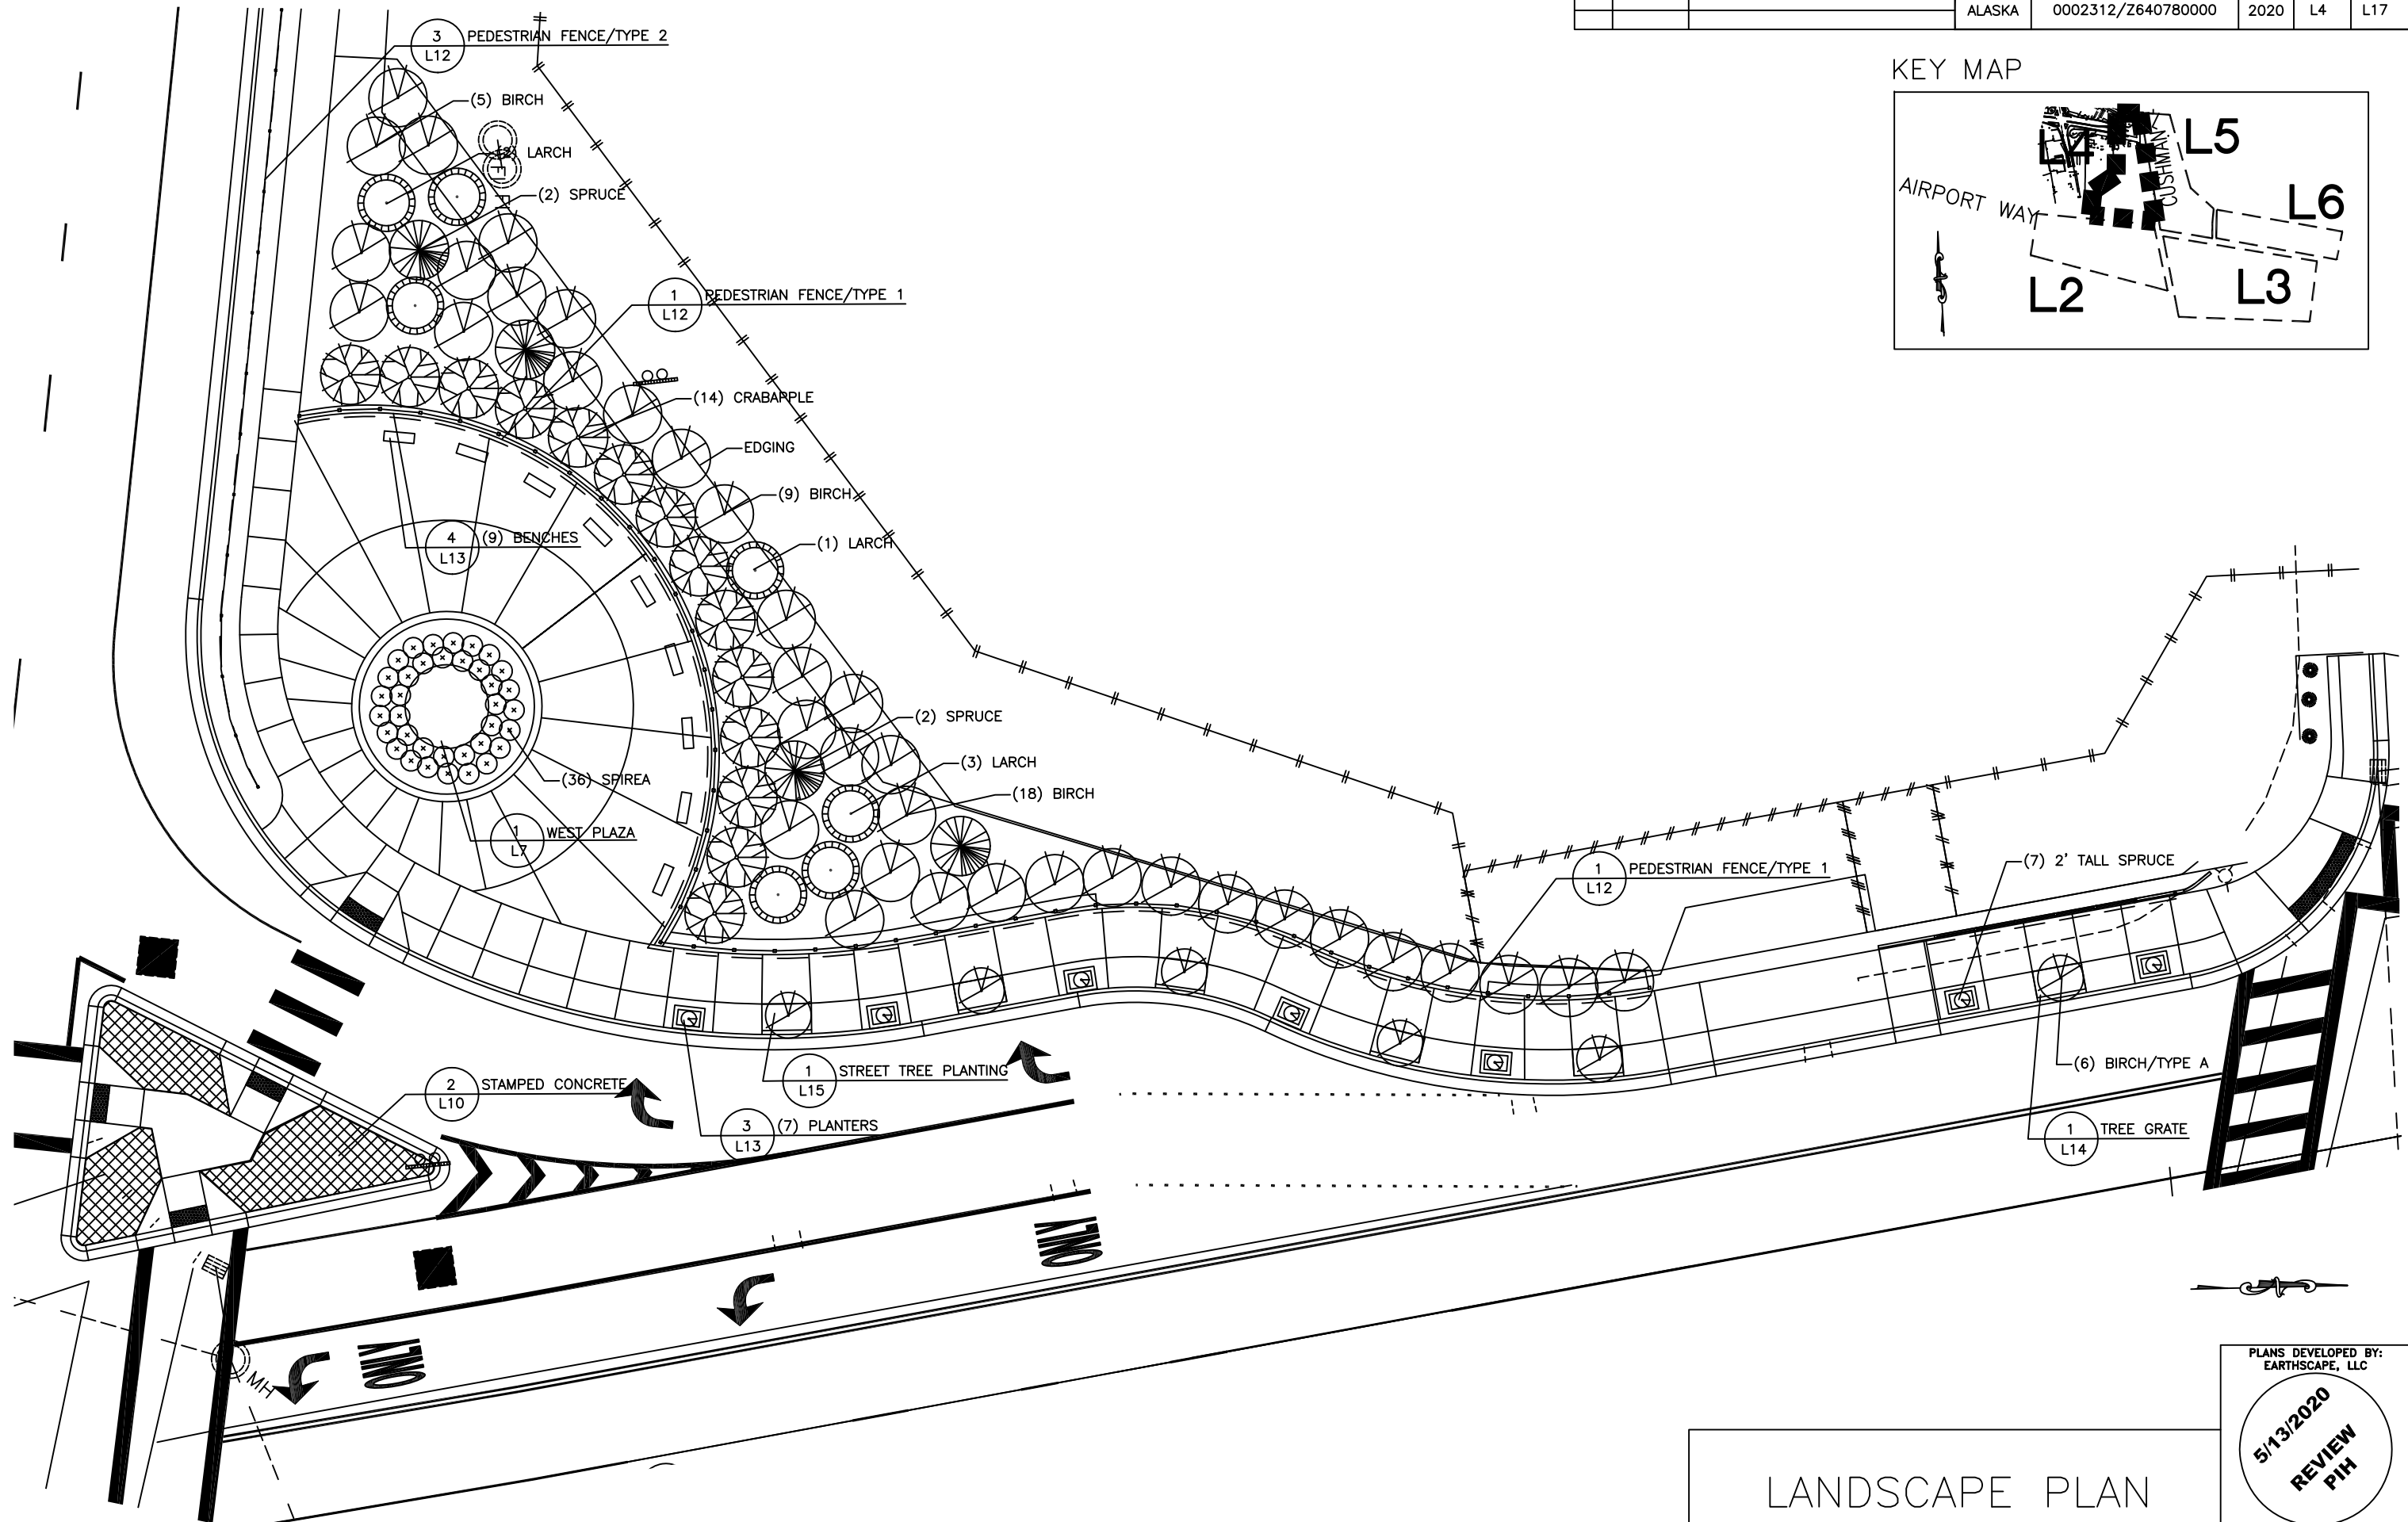 ALASKA 0002312/Z640780000 2020 L4 L17
KEY MAP
L4
L5
CUSHMAN
AIRPORT WAY
L6
L2
L3
3 PEDESTRIAN FENCE/TYPE 2
L12
(5) BIRCH
(2) LARCH
(2) SPRUCE
1 PEDESTRIAN FENCE/TYPE 1
L12
(14) CRABAPPLE
EDGING
(9) BIRCH
(1) LARCH
4 (9) BENCHES
L13
(2) SPRUCE
(3) LARCH
(18) BIRCH
(36) SPIREA
1 WEST PLAZA
L7
1 PEDESTRIAN FENCE/TYPE 1
L12
(7) 2' TALL SPRUCE
(6) BIRCH/TYPE A
1 TREE GRATE
L14
1 STREET TREE PLANTING
L15
2 STAMPED CONCRETE
L10
3 (7) PLANTERS
L13
ONLY
ONLY
MH
PLANS DEVELOPED BY:
EARTHSCAPE, LLC
5/13/2020
REVIEW
PIH
LANDSCAPE PLAN